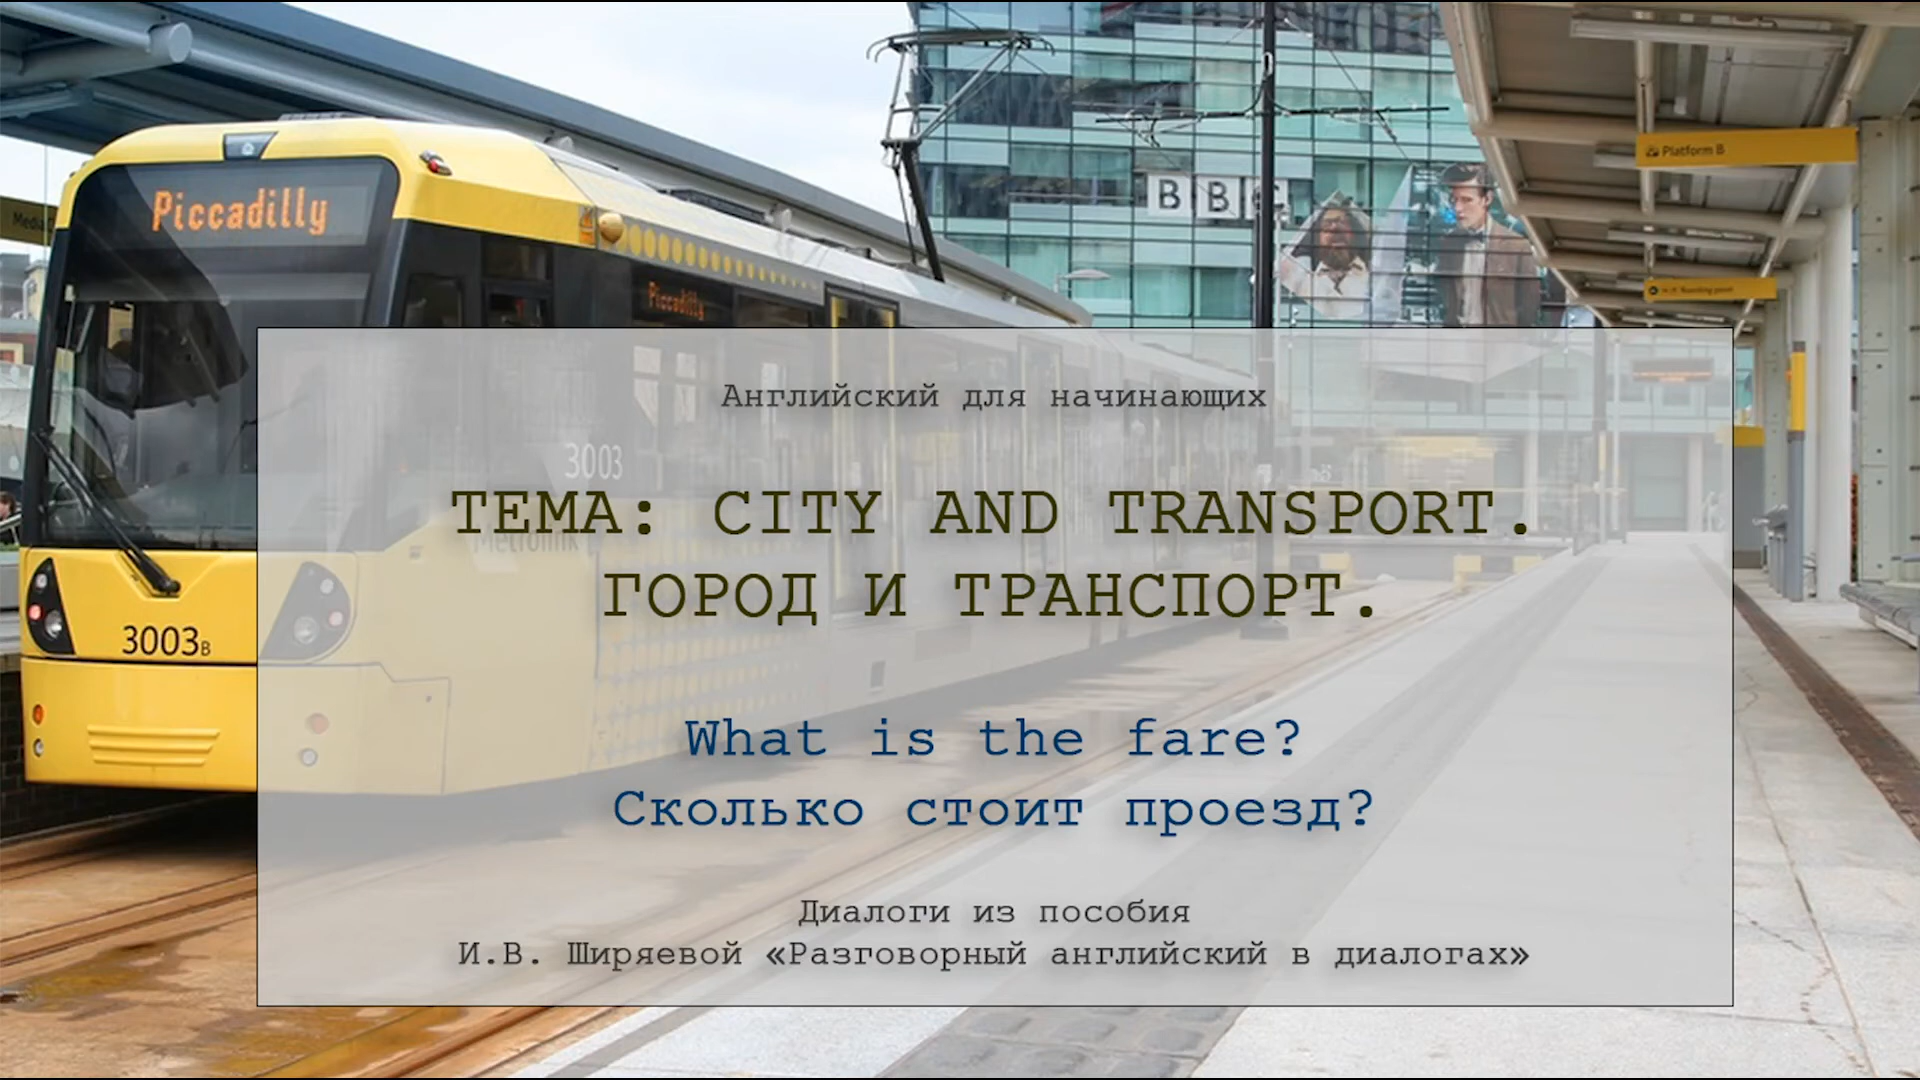 Piccadilly
BBC
Platform B
Piccadilly
Английский для начинающих
3003
ТЕМА: CITY AND TRANSPORT.
Metrolink
ГОРОД И ТРАНСПОРТ.
3003B
What is the fare?
Сколько стоит проезд?
Диалоги из пособия
И.В. Ширяевой «Разговорный английский в диалогах»